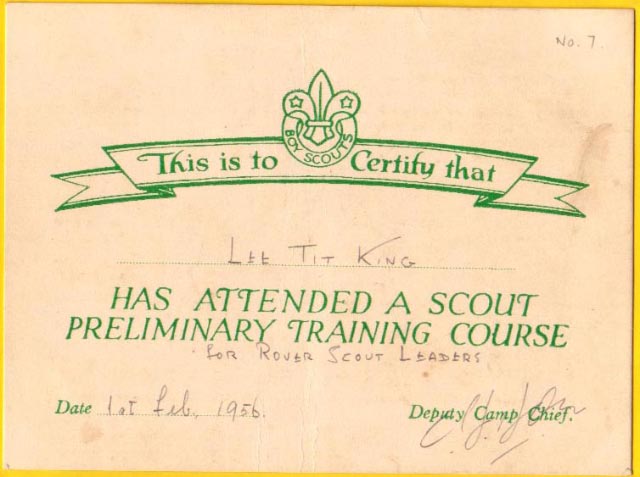 No. 7.
BOY SCOUTS
This is to Certify that
LEE TIT KING
HAS ATTENDED A SCOUT
PRELIMINARY TRAINING COURSE
FOR ROVER SCOUT LEADERS
Date 1st Feb. 1956.
Deputy Camp Chief.